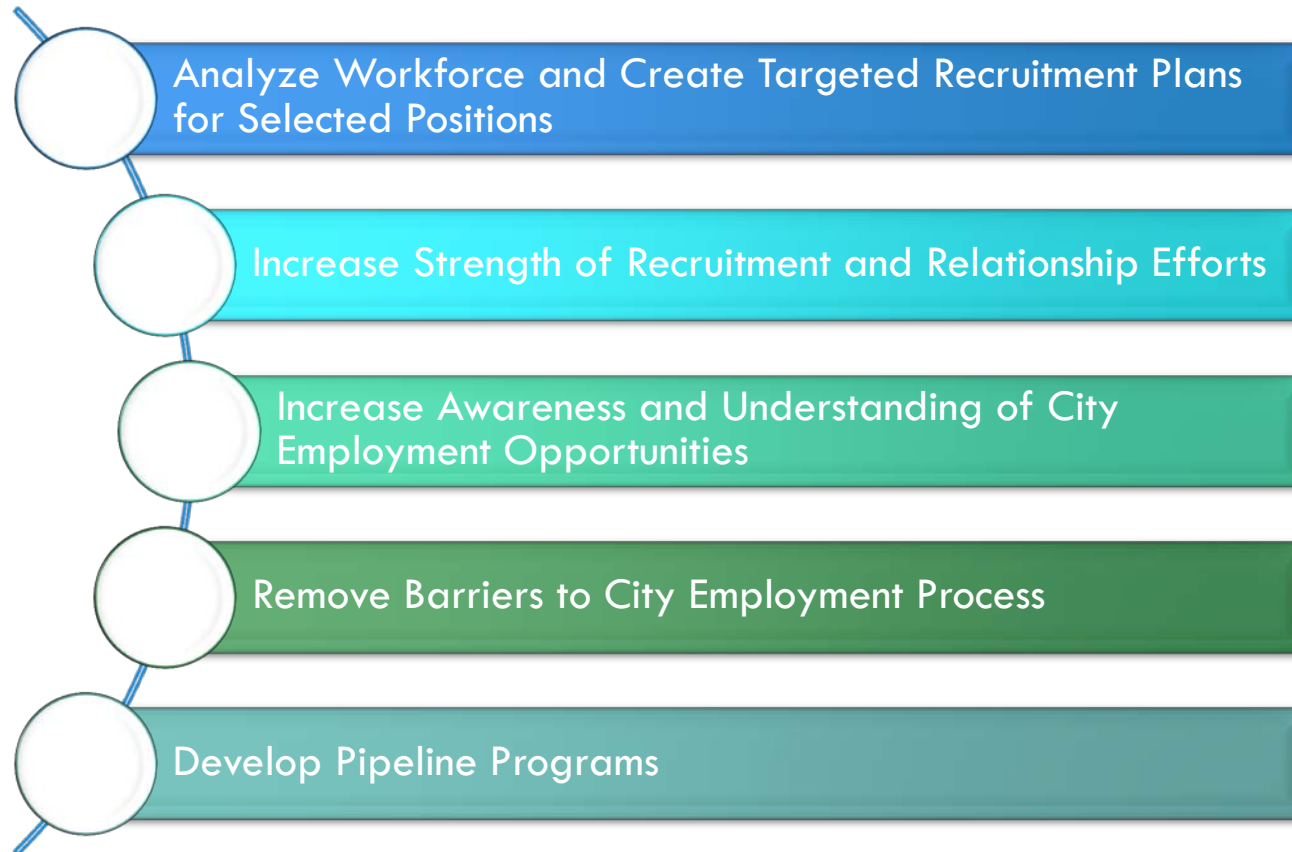 Analyze Workforce and Create Targeted Recruitment Plans
for Selected Positions
Increase Strength of Recruitment and Relationship Efforts
Increase Awareness and Understanding of City
Employment Opportunities
Remove Barriers to City Employment Process
Develop Pipeline Programs